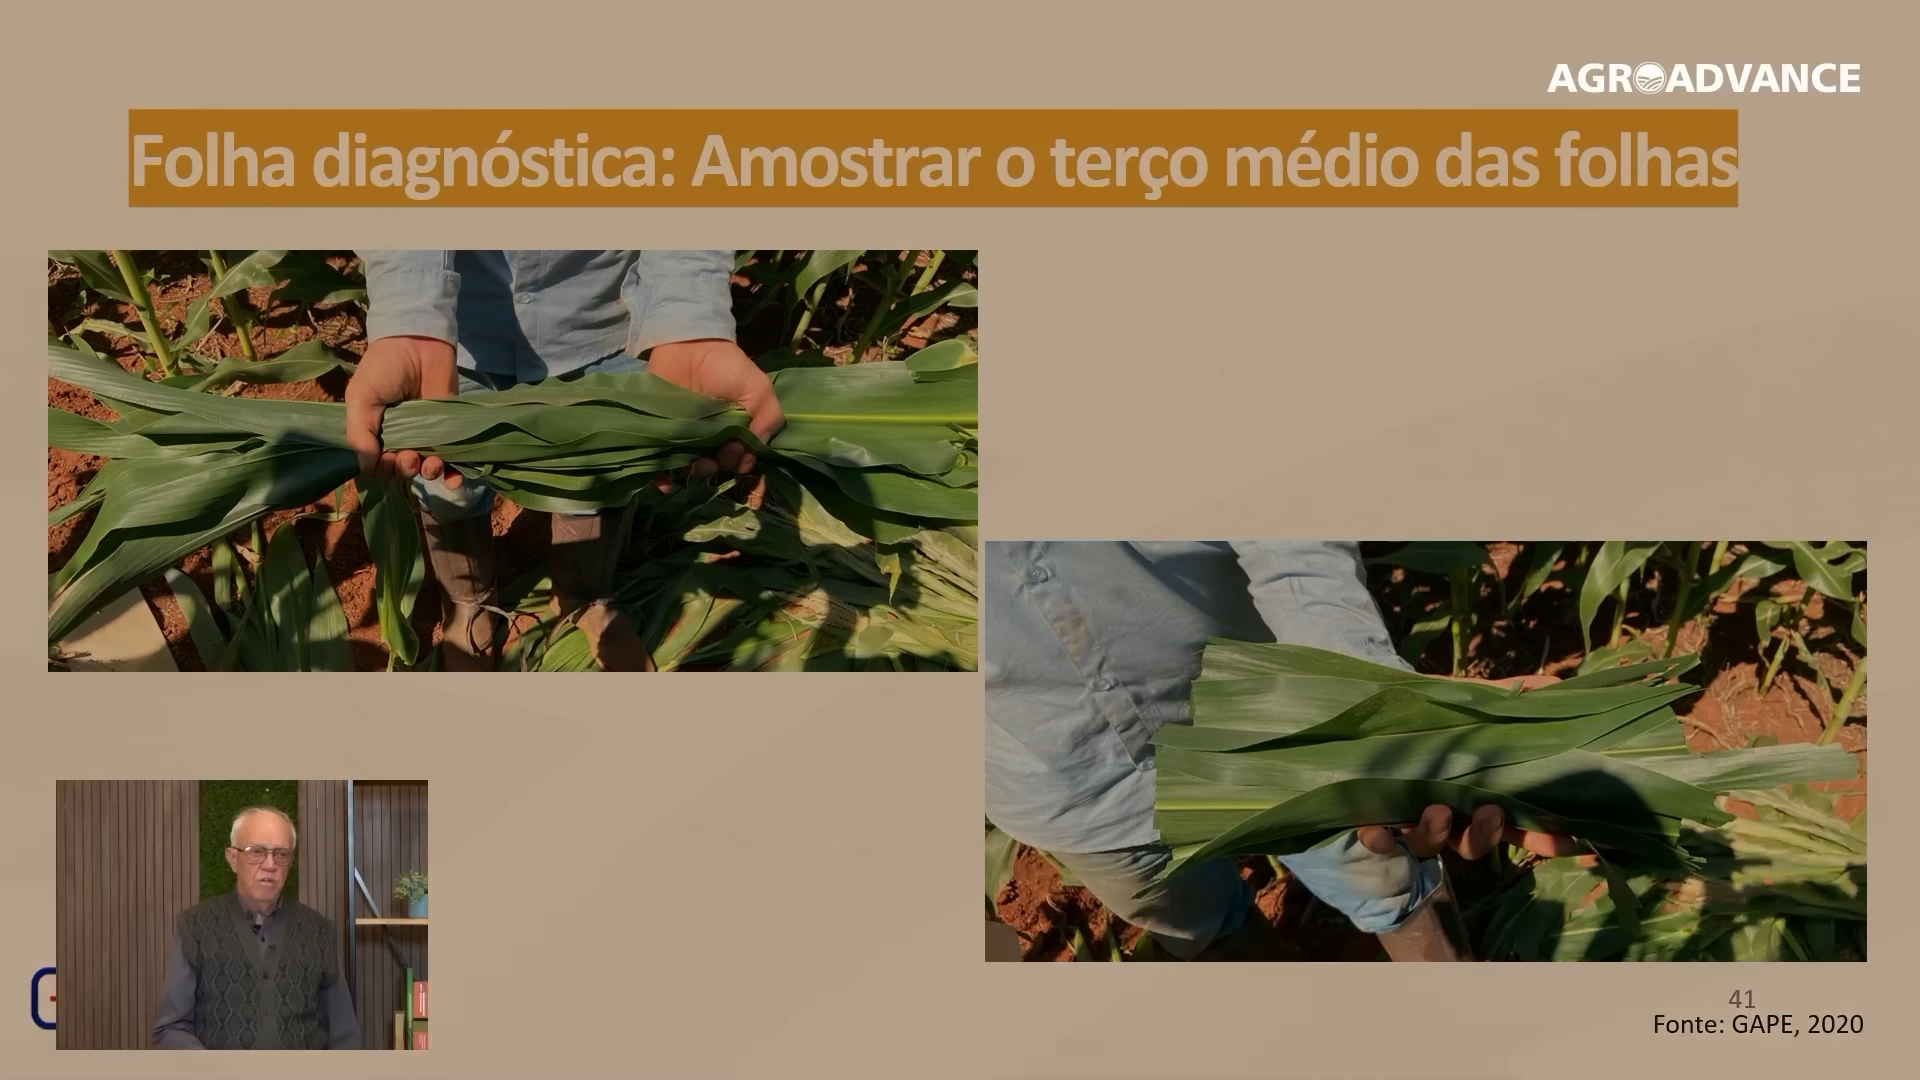 AGROADVANCE
Folha diagnóstica: Amostrar o terço médio das folhas
41
Fonte: GAPE, 2020